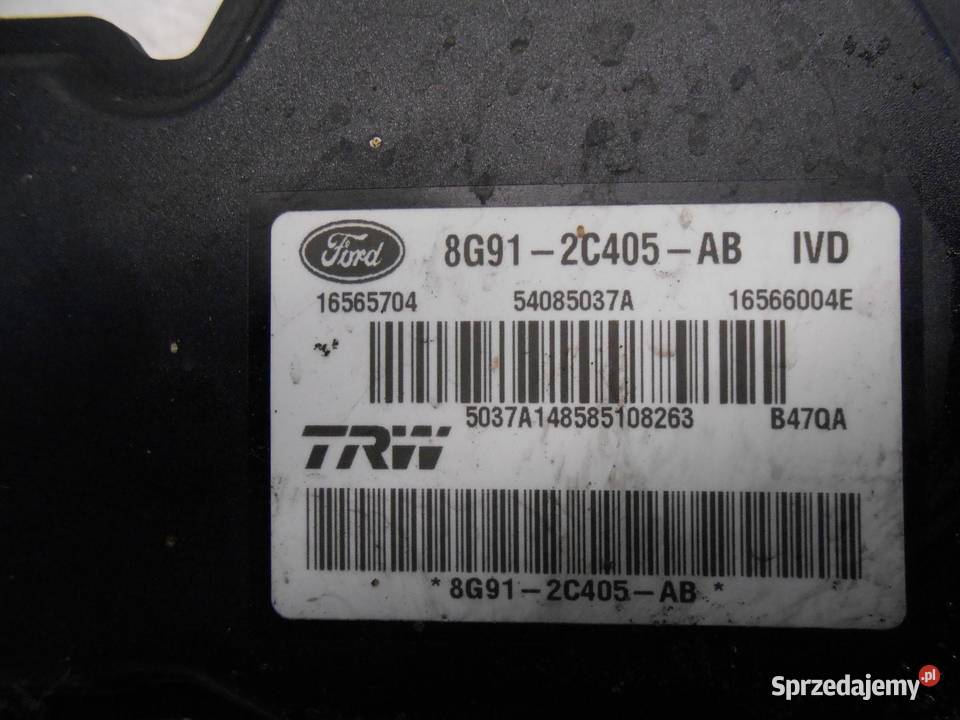 Ford 8G91-2C405-AB IVD
16565704 54085037A 16566004E
5037A148585108263 B47QA
TRW
*8G91-2C405-AB*
Sprzedajemy.pl